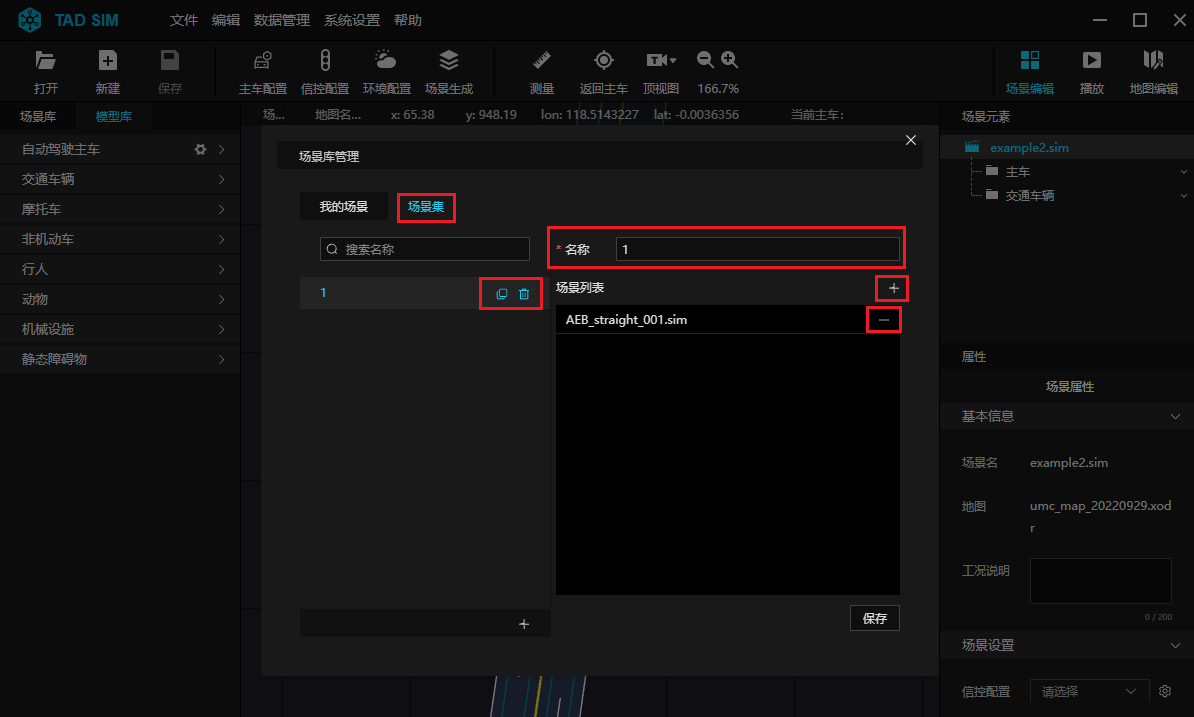 TAD SIM 文件 编辑 数据管理 系统设置 帮助
打开 新建 保存 主车配置 信控配置 环境配置 场景生成 测量 返回主车 顶视图 166.7% 场景编辑 播放 地图编辑
场景库 模型库
场... 地图名... x: 65.38 y: 948.19 lon: 118.5143227 lat: -0.0036356 当前主车:
场景元素
自动驾驶主车
交通车辆
摩托车
非机动车
行人
动物
机械设施
静态障碍物
场景库管理
我的场景 场景集
搜索名称
* 名称 1
1
场景列表
AEB_straight_001.sim
保存
example2.sim
主车
交通车辆
属性
场景属性
基本信息
场景名 example2.sim
地图 umc_map_20220929.xod
r
工况说明
0 / 200
场景设置
信控配置 请选择